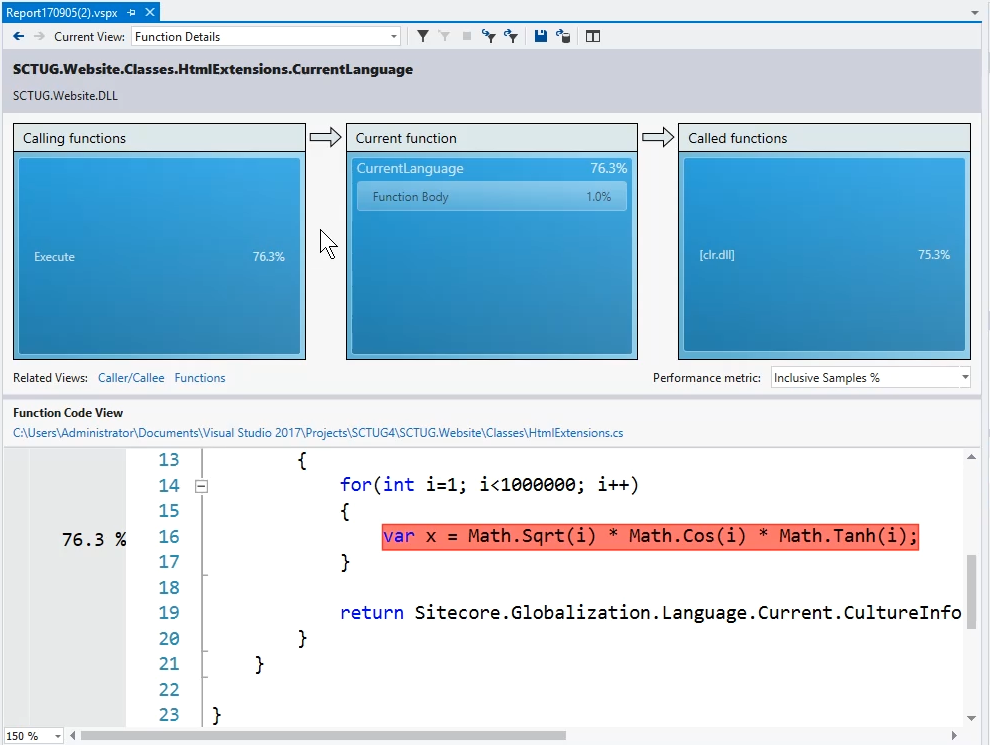 Report170905(2).vspx
Current View: Function Details
SCTUG.Website.Classes.HtmlExtensions.CurrentLanguage
SCTUG.Website.DLL
Calling functions
Current function
Called functions
CurrentLanguage 76.3%
Function Body 1.0%
Execute 76.3%
[clr.dll] 75.3%
Related Views: Caller/Callee Functions
Performance metric: Inclusive Samples %
Function Code View
C:\Users\Administrator\Documents\Visual Studio 2017\Projects\SCTUG4\SCTUG.Website\Classes\HtmlExtensions.cs
13 {
14 for(int i=1; i<1000000; i++)
15 {
76.3 % 16 var x = Math.Sqrt(i) * Math.Cos(i) * Math.Tanh(i);
17 }
18
19 return Sitecore.Globalization.Language.Current.CultureInfo
20 }
21 }
22
23 }
150 %